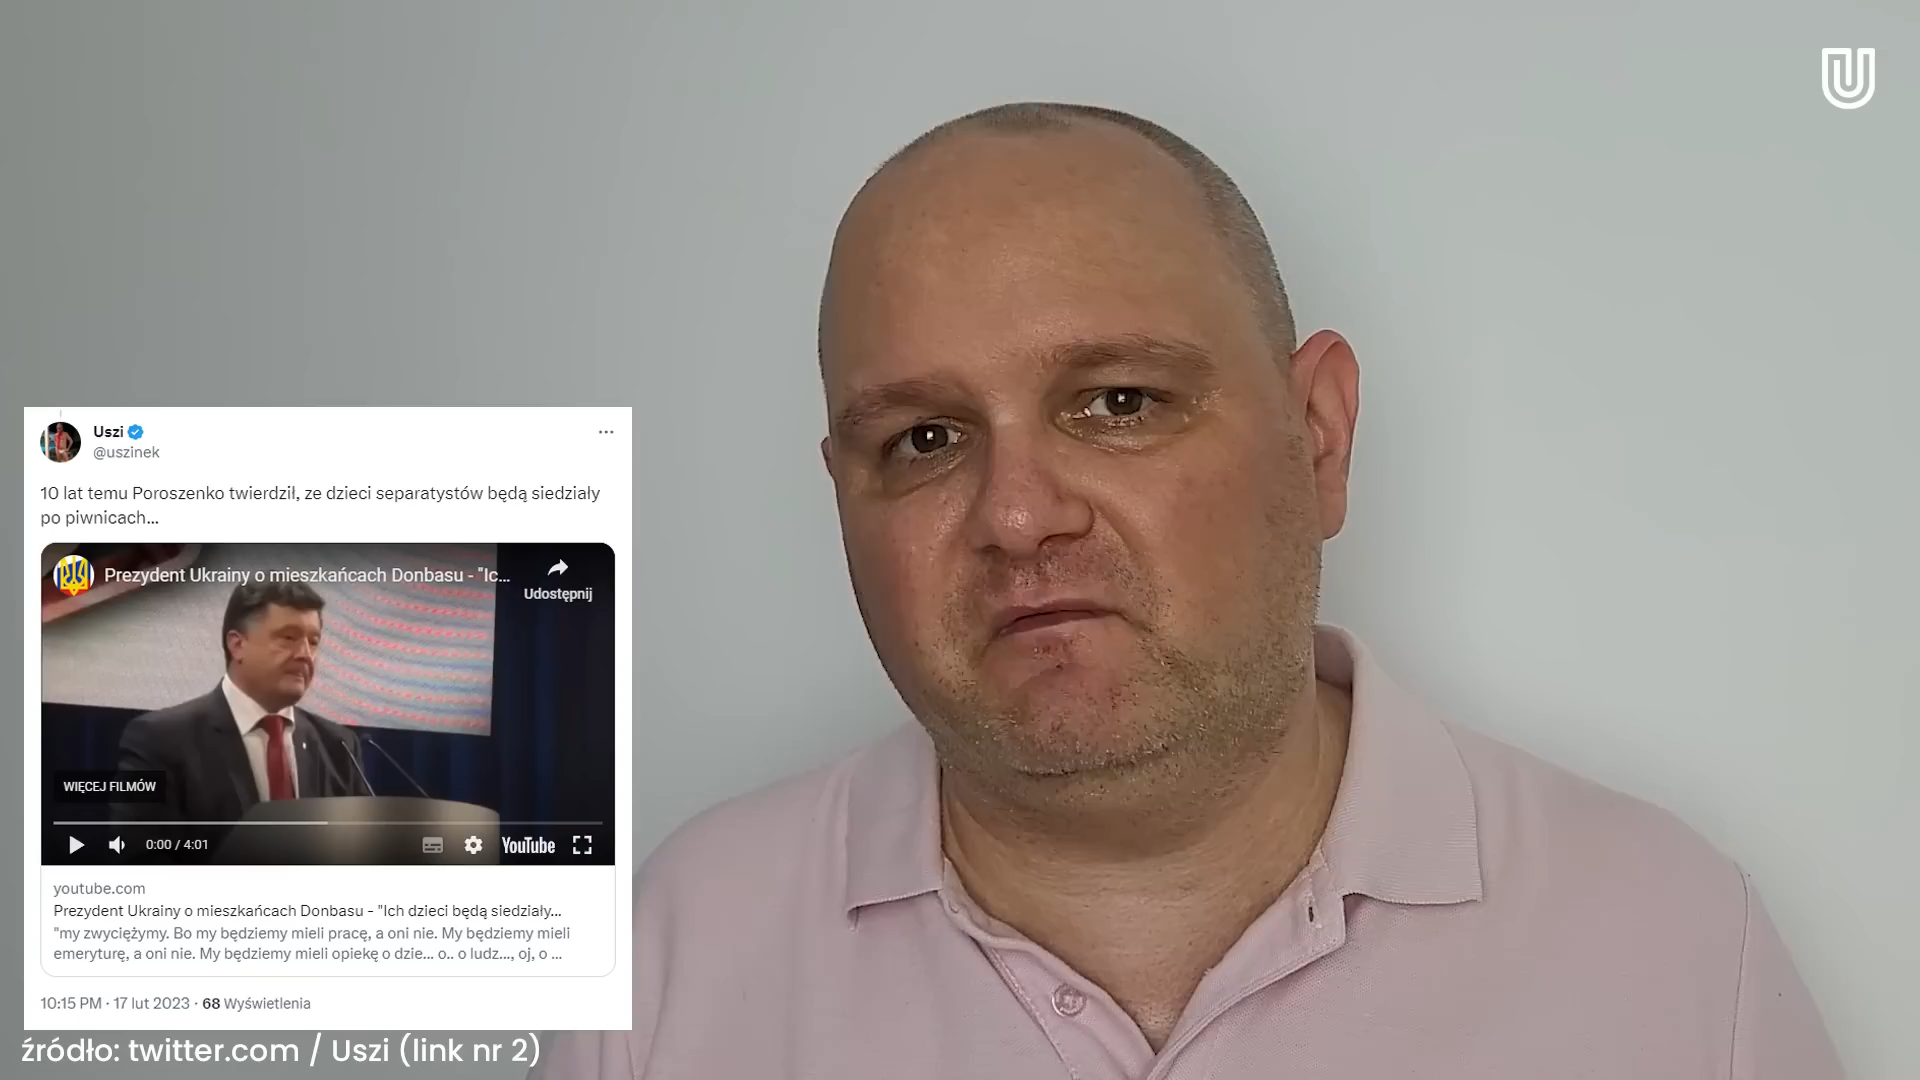 Uszi
@uszinek
10 lat temu Poroszenko twierdził, ze dzieci separatystów będą siedziały
po piwnicach...
Prezydent Ukrainy o mieszkańcach Donbasu - "Ic...
Udostępnij
WIĘCEJ FILMÓW
0:00 / 4:01
YouTube
youtube.com
Prezydent Ukrainy o mieszkańcach Donbasu - "Ich dzieci będą siedziały...
"my zwyciężymy. Bo my będziemy mieli pracę, a oni nie. My będziemy mieli
emeryturę, a oni nie. My będziemy mieli opiekę o dzie... o.. o ludz..., oj, o ...
10:15 PM · 17 lut 2023 · 68 Wyświetlenia
źródło: twitter.com / Uszi (link nr 2)